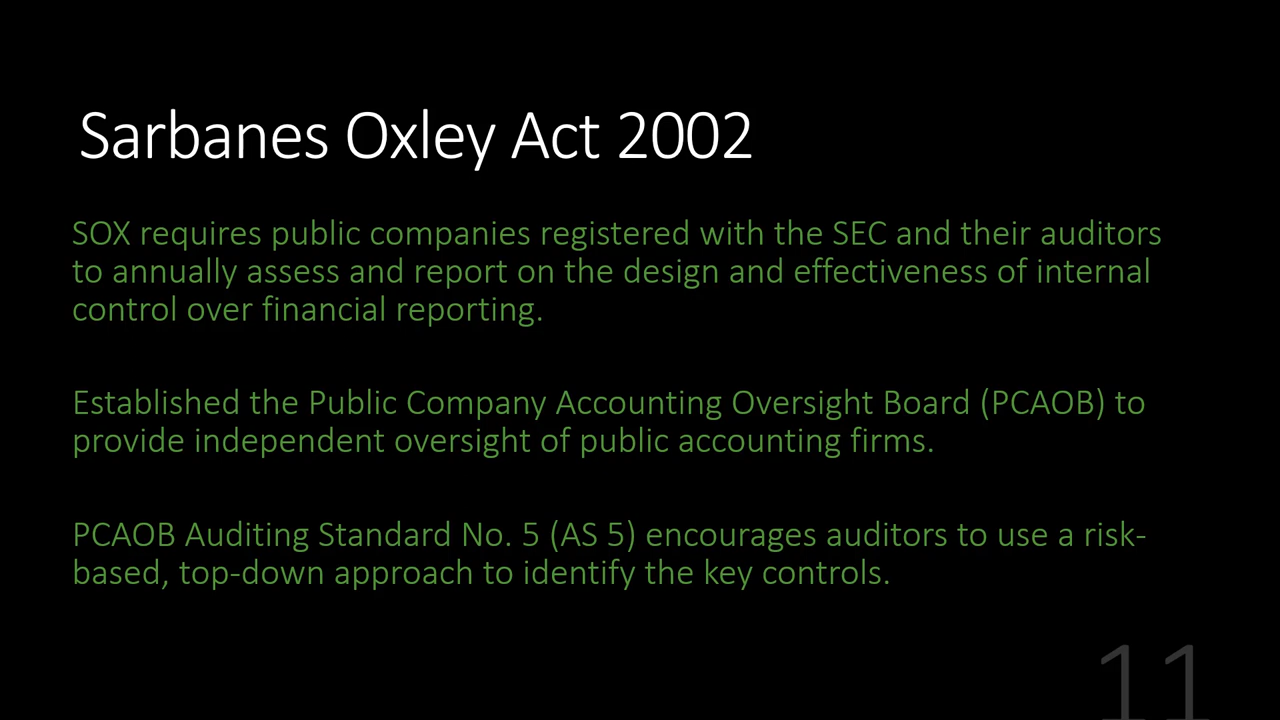 Sarbanes Oxley Act 2002
SOX requires public companies registered with the SEC and their auditors
to annually assess and report on the design and effectiveness of internal
control over financial reporting.
Established the Public Company Accounting Oversight Board (PCAOB) to
provide independent oversight of public accounting firms.
PCAOB Auditing Standard No. 5 (AS 5) encourages auditors to use a risk-
based, top-down approach to identify the key controls.
11